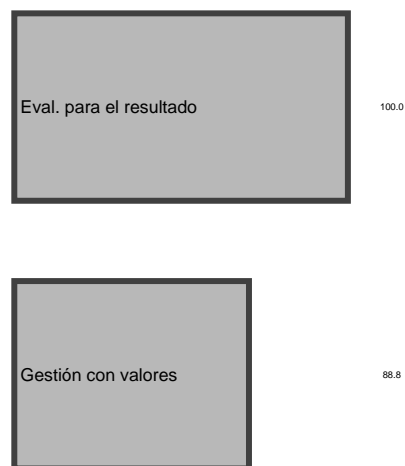 Eval. para el resultado 100.0
Gestión con valores 88.8